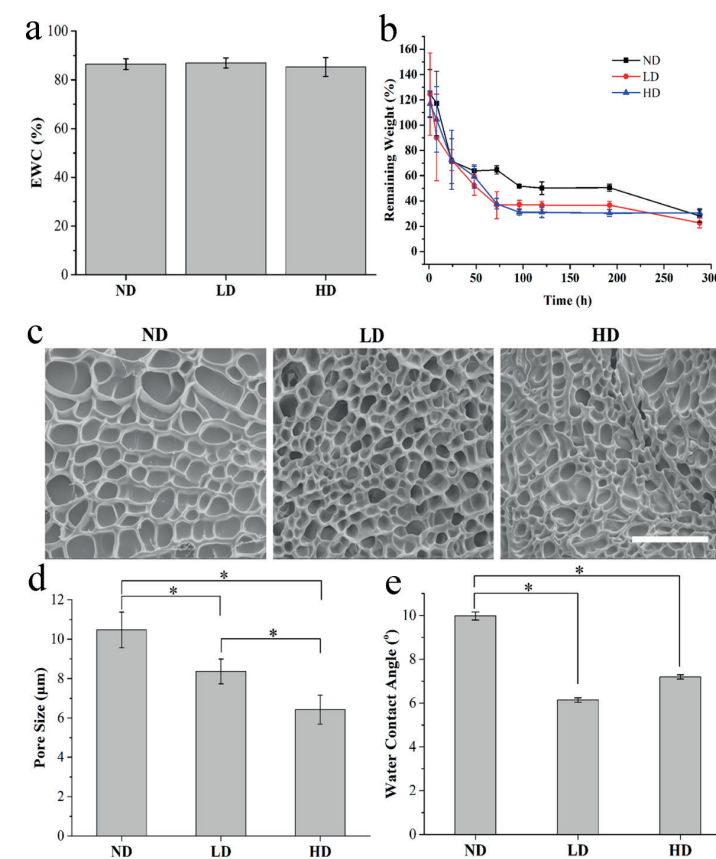 a
100
80
60
40
20
0
EWC (%)
ND LD HD
b
160
140
120
100
80
60
40
20
0
Remaining Weight (%)
ND
LD
HD
0 50 100 150 200 250 300
Time (h)
c
ND LD HD
d
12
10
8
6
4
2
0
Pore Size (μm)
* * *
ND LD HD
e
10
8
6
4
2
0
Water Contact Angle (°)
* *
ND LD HD